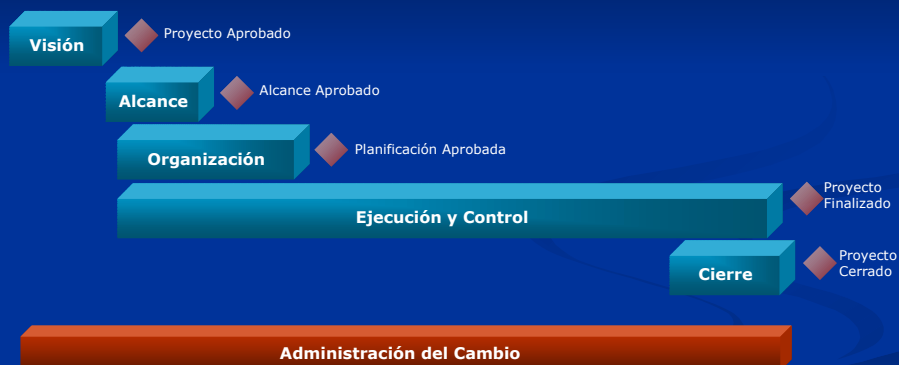 Visión
Proyecto Aprobado
Alcance
Alcance Aprobado
Organización
Planificación Aprobada
Ejecución y Control
Proyecto
Finalizado
Cierre
Proyecto
Cerrado
Administración del Cambio